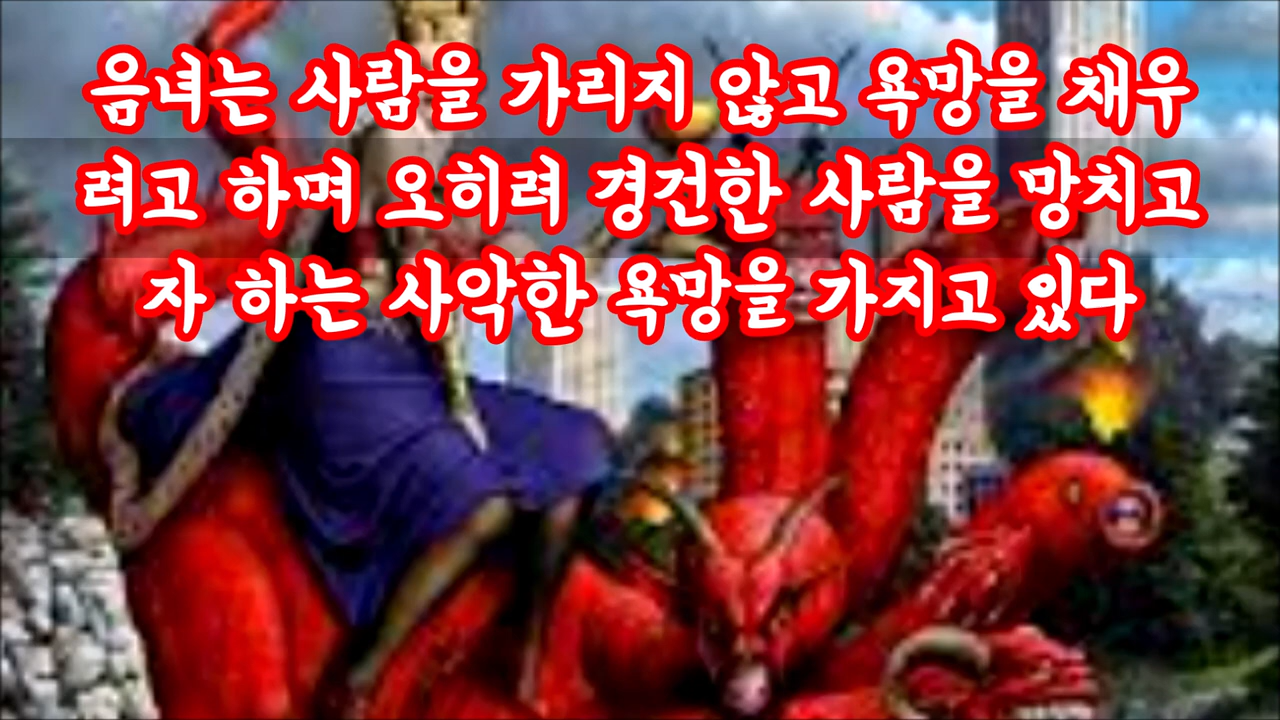 음녀는 사람을 가리지 않고 욕망을 채우
려고 하며 오히려 경건한 사람을 망치고
자 하는 사악한 욕망을 가지고 있다